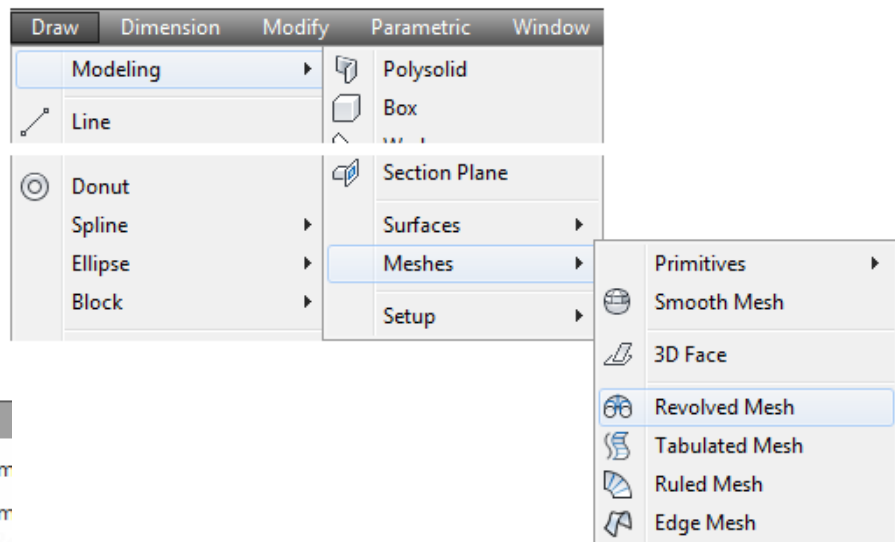 Draw Dimension Modify Parametric Window
Modeling
Line
Donut
Spline
Ellipse
Block
Polysolid
Box
Section Plane
Surfaces
Meshes
Setup
Primitives
Smooth Mesh
3D Face
Revolved Mesh
Tabulated Mesh
Ruled Mesh
Edge Mesh